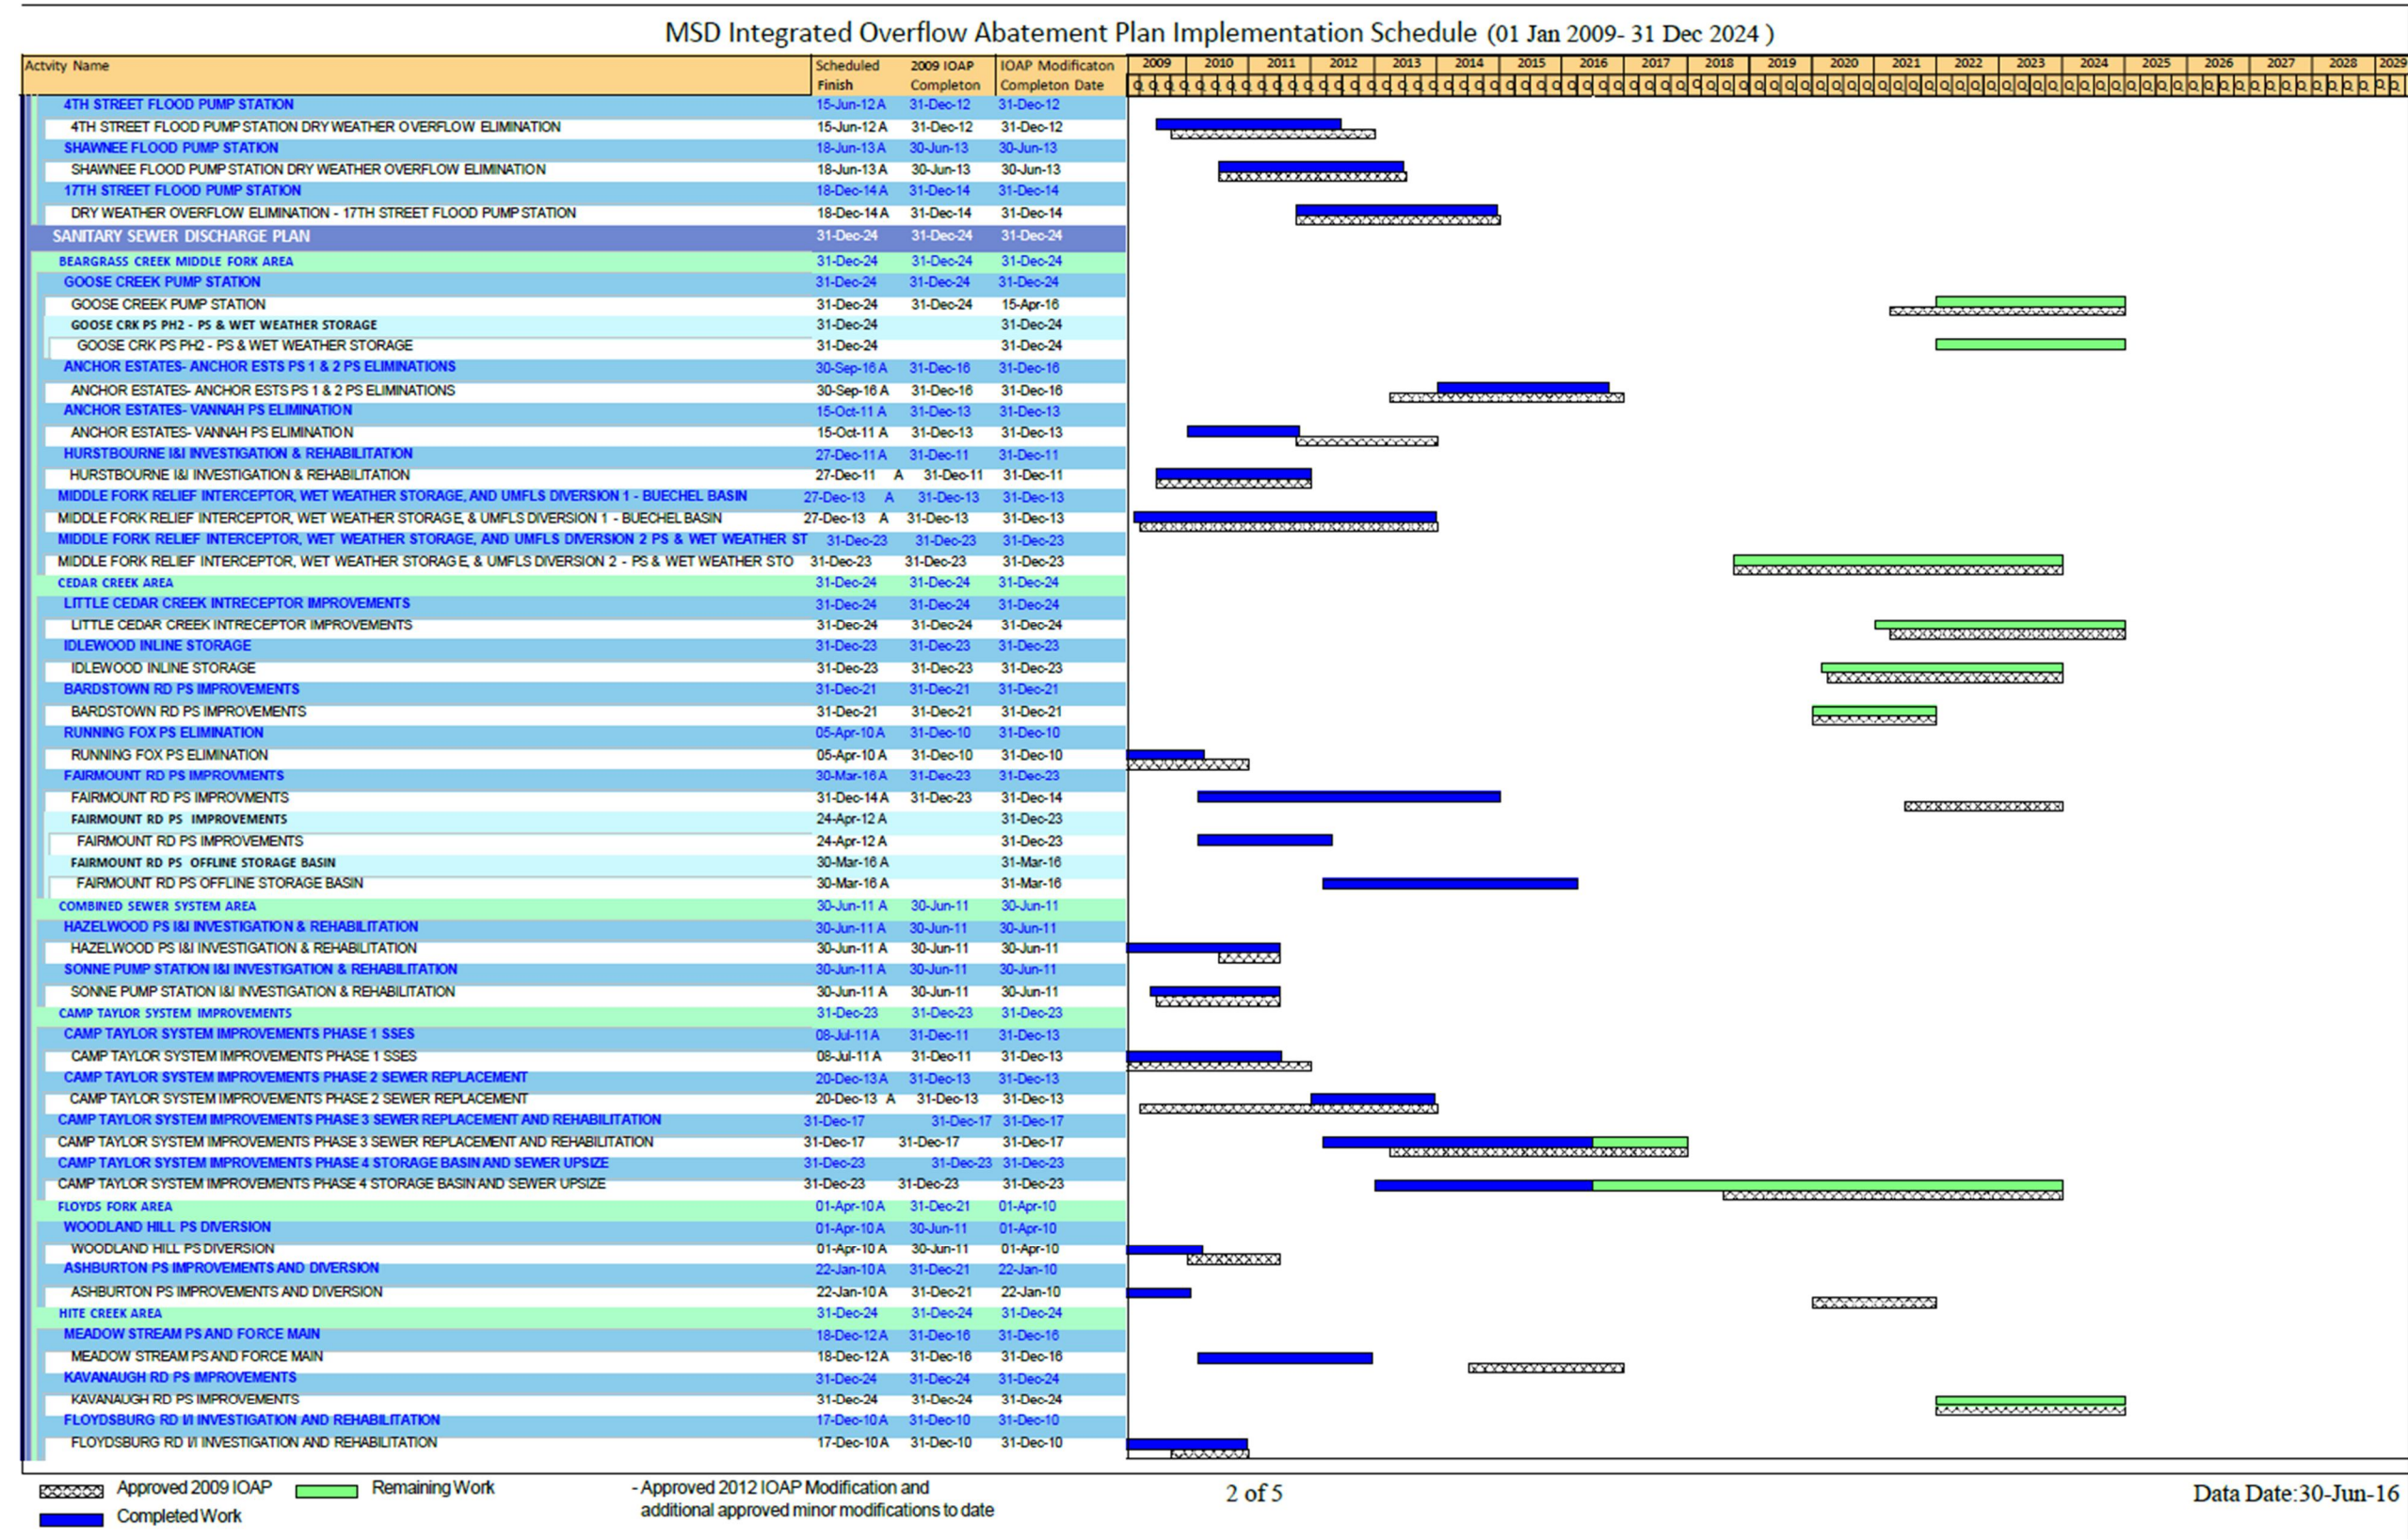 MSD Integrated Overflow Abatement Plan Implementation Schedule (01 Jan 2009- 31 Dec 2024 )
Actvity Name Scheduled Finish 2009 IOAP Completon IOAP Modificaton Completon Date 2009 2010 2011 2012 2013 2014 2015 2016 2017 2018 2019 2020 2021 2022 2023 2024 2025 2026 2027 2028 2029
Q Q Q Q Q Q Q Q Q Q Q Q Q Q Q Q Q Q Q Q Q Q Q Q Q Q Q Q Q Q Q Q Q Q Q Q Q Q Q Q Q Q Q Q Q Q Q Q Q Q Q Q Q Q Q Q Q Q Q Q Q Q Q Q Q Q Q Q Q Q Q Q Q Q Q Q Q Q Q Q Q Q
4TH STREET FLOOD PUMP STATION 15-Jun-12 A 31-Dec-12 31-Dec-12
4TH STREET FLOOD PUMP STATION DRY WEATHER OVERFLOW ELIMINATION 15-Jun-12 A 31-Dec-12 31-Dec-12
SHAWNEE FLOOD PUMP STATION 18-Jun-13 A 30-Jun-13 30-Jun-13
SHAWNEE FLOOD PUMP STATION DRY WEATHER OVERFLOW ELIMINATION 18-Jun-13 A 30-Jun-13 30-Jun-13
17TH STREET FLOOD PUMP STATION 18-Dec-14 A 31-Dec-14 31-Dec-14
DRY WEATHER OVERFLOW ELIMINATION - 17TH STREET FLOOD PUMP STATION 18-Dec-14 A 31-Dec-14 31-Dec-14
SANITARY SEWER DISCHARGE PLAN 31-Dec-24 31-Dec-24 31-Dec-24
BEARGRASS CREEK MIDDLE FORK AREA 31-Dec-24 31-Dec-24 31-Dec-24
GOOSE CREEK PUMP STATION 31-Dec-24 31-Dec-24 31-Dec-24
GOOSE CREEK PUMP STATION 31-Dec-24 31-Dec-24 15-Apr-16
GOOSE CRK PS PH2 - PS & WET WEATHER STORAGE 31-Dec-24 31-Dec-24
GOOSE CRK PS PH2 - PS & WET WEATHER STORAGE 31-Dec-24 31-Dec-24
ANCHOR ESTATES- ANCHOR ESTS PS 1 & 2 PS ELIMINATIONS 30-Sep-16 A 31-Dec-16 31-Dec-16
ANCHOR ESTATES- ANCHOR ESTS PS 1 & 2 PS ELIMINATIONS 30-Sep-16 A 31-Dec-16 31-Dec-16
ANCHOR ESTATES- VANNAH PS ELIMINATION 15-Oct-11 A 31-Dec-13 31-Dec-13
ANCHOR ESTATES- VANNAH PS ELIMINATION 15-Oct-11 A 31-Dec-13 31-Dec-13
HURSTBOURNE I&I INVESTIGATION & REHABILITATION 27-Dec-11 A 31-Dec-11 31-Dec-11
HURSTBOURNE I&I INVESTIGATION & REHABILITATION 27-Dec-11 A 31-Dec-11 31-Dec-11
MIDDLE FORK RELIEF INTERCEPTOR, WET WEATHER STORAGE, AND UMFLS DIVERSION 1 - BUECHEL BASIN 27-Dec-13 A 31-Dec-13 31-Dec-13
MIDDLE FORK RELIEF INTERCEPTOR, WET WEATHER STORAGE, & UMFLS DIVERSION 1 - BUECHEL BASIN 27-Dec-13 A 31-Dec-13 31-Dec-13
MIDDLE FORK RELIEF INTERCEPTOR, WET WEATHER STORAGE, AND UMFLS DIVERSION 2 PS & WET WEATHER ST 31-Dec-23 31-Dec-23 31-Dec-23
MIDDLE FORK RELIEF INTERCEPTOR, WET WEATHER STORAGE, & UMFLS DIVERSION 2 - PS & WET WEATHER STO 31-Dec-23 31-Dec-23 31-Dec-23
CEDAR CREEK AREA 31-Dec-24 31-Dec-24 31-Dec-24
LITTLE CEDAR CREEK INTRECEPTOR IMPROVEMENTS 31-Dec-24 31-Dec-24 31-Dec-24
LITTLE CEDAR CREEK INTRECEPTOR IMPROVEMENTS 31-Dec-24 31-Dec-24 31-Dec-24
IDLEWOOD INLINE STORAGE 31-Dec-23 31-Dec-23 31-Dec-23
IDLEWOOD INLINE STORAGE 31-Dec-23 31-Dec-23 31-Dec-23
BARDSTOWN RD PS IMPROVEMENTS 31-Dec-21 31-Dec-21 31-Dec-21
BARDSTOWN RD PS IMPROVEMENTS 31-Dec-21 31-Dec-21 31-Dec-21
RUNNING FOX PS ELIMINATION 05-Apr-10 A 31-Dec-10 31-Dec-10
RUNNING FOX PS ELIMINATION 05-Apr-10 A 31-Dec-10 31-Dec-10
FAIRMOUNT RD PS IMPROVMENTS 30-Mar-16 A 31-Dec-23 31-Dec-23
FAIRMOUNT RD PS IMPROVMENTS 31-Dec-14 A 31-Dec-23 31-Dec-14
FAIRMOUNT RD PS IMPROVEMENTS 24-Apr-12 A 31-Dec-23
FAIRMOUNT RD PS IMPROVEMENTS 24-Apr-12 A 31-Dec-23
FAIRMOUNT RD PS OFFLINE STORAGE BASIN 30-Mar-16 A 31-Mar-16
FAIRMOUNT RD PS OFFLINE STORAGE BASIN 30-Mar-16 A 31-Mar-16
COMBINED SEWER SYSTEM AREA 30-Jun-11 A 30-Jun-11 30-Jun-11
HAZELWOOD PS I&I INVESTIGATION & REHABILITATION 30-Jun-11 A 30-Jun-11 30-Jun-11
HAZELWOOD PS I&I INVESTIGATION & REHABILITATION 30-Jun-11 A 30-Jun-11 30-Jun-11
SONNE PUMP STATION I&I INVESTIGATION & REHABILITATION 30-Jun-11 A 30-Jun-11 30-Jun-11
SONNE PUMP STATION I&I INVESTIGATION & REHABILITATION 30-Jun-11 A 30-Jun-11 30-Jun-11
CAMP TAYLOR SYSTEM IMPROVEMENTS 31-Dec-23 31-Dec-23 31-Dec-23
CAMP TAYLOR SYSTEM IMPROVEMENTS PHASE 1 SSES 08-Jul-11 A 31-Dec-11 31-Dec-13
CAMP TAYLOR SYSTEM IMPROVEMENTS PHASE 1 SSES 08-Jul-11 A 31-Dec-11 31-Dec-13
CAMP TAYLOR SYSTEM IMPROVEMENTS PHASE 2 SEWER REPLACEMENT 20-Dec-13 A 31-Dec-13 31-Dec-13
CAMP TAYLOR SYSTEM IMPROVEMENTS PHASE 2 SEWER REPLACEMENT 20-Dec-13 A 31-Dec-13 31-Dec-13
CAMP TAYLOR SYSTEM IMPROVEMENTS PHASE 3 SEWER REPLACEMENT AND REHABILITATION 31-Dec-17 31-Dec-17 31-Dec-17
CAMP TAYLOR SYSTEM IMPROVEMENTS PHASE 3 SEWER REPLACEMENT AND REHABILITATION 31-Dec-17 31-Dec-17 31-Dec-17
CAMP TAYLOR SYSTEM IMPROVEMENTS PHASE 4 STORAGE BASIN AND SEWER UPSIZE 31-Dec-23 31-Dec-23 31-Dec-23
CAMP TAYLOR SYSTEM IMPROVEMENTS PHASE 4 STORAGE BASIN AND SEWER UPSIZE 31-Dec-23 31-Dec-23 31-Dec-23
FLOYDS FORK AREA 01-Apr-10 A 31-Dec-21 01-Apr-10
WOODLAND HILL PS DIVERSION 01-Apr-10 A 30-Jun-11 01-Apr-10
WOODLAND HILL PS DIVERSION 01-Apr-10 A 30-Jun-11 01-Apr-10
ASHBURTON PS IMPROVEMENTS AND DIVERSION 22-Jan-10 A 31-Dec-21 22-Jan-10
ASHBURTON PS IMPROVEMENTS AND DIVERSION 22-Jan-10 A 31-Dec-21 22-Jan-10
HITE CREEK AREA 31-Dec-24 31-Dec-24 31-Dec-24
MEADOW STREAM PS AND FORCE MAIN 18-Dec-12 A 31-Dec-16 31-Dec-16
MEADOW STREAM PS AND FORCE MAIN 18-Dec-12 A 31-Dec-16 31-Dec-16
KAVANAUGH RD PS IMPROVEMENTS 31-Dec-24 31-Dec-24 31-Dec-24
KAVANAUGH RD PS IMPROVEMENTS 31-Dec-24 31-Dec-24 31-Dec-24
FLOYDSBURG RD I/I INVESTIGATION AND REHABILITATION 17-Dec-10 A 31-Dec-10 31-Dec-10
FLOYDSBURG RD I/I INVESTIGATION AND REHABILITATION 17-Dec-10 A 31-Dec-10 31-Dec-10
Approved 2009 IOAP Remaining Work - Approved 2012 IOAP Modification and 2 of 5 Data Date:30-Jun-16
Completed Work additional approved minor modifications to date